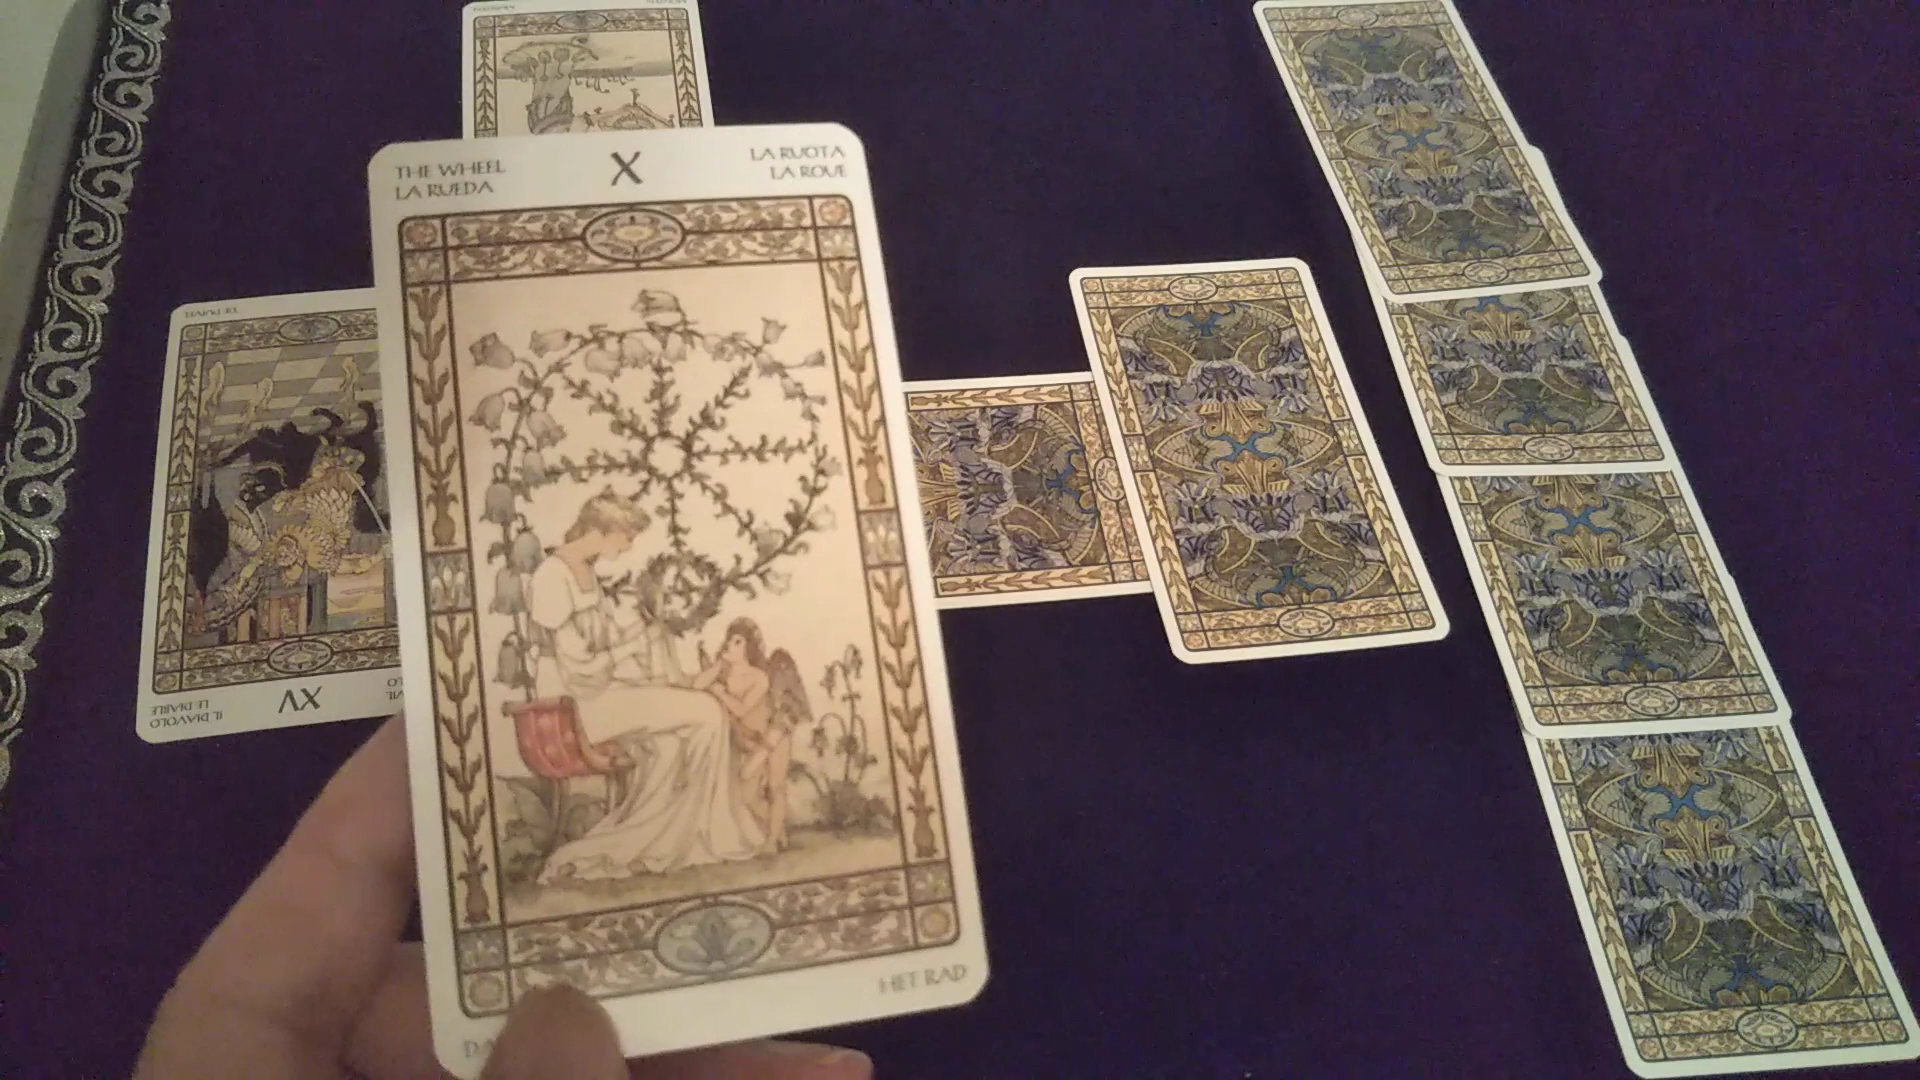 THE WHEEL
LA RUEDA
X
LA RUOTA
LA ROUE
HET RAD
XV
IL DIAVOLO
LE DIABLE